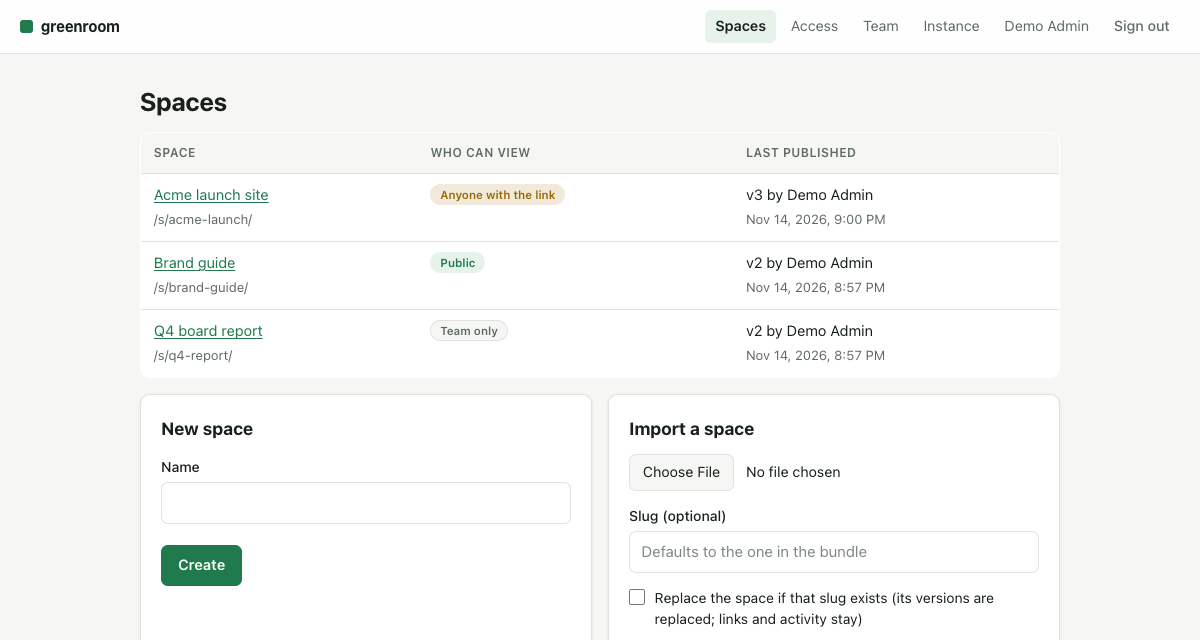 greenroom
Spaces Access Team Instance Demo Admin Sign out
Spaces
SPACE WHO CAN VIEW LAST PUBLISHED
Acme launch site Anyone with the link v3 by Demo Admin
/s/acme-launch/ Nov 14, 2026, 9:00 PM
Brand guide Public v2 by Demo Admin
/s/brand-guide/ Nov 14, 2026, 8:57 PM
Q4 board report Team only v2 by Demo Admin
/s/q4-report/ Nov 14, 2026, 8:57 PM
New space
Name
Create
Import a space
Choose File No file chosen
Slug (optional)
Defaults to the one in the bundle
Replace the space if that slug exists (its versions are
replaced; links and activity stay)